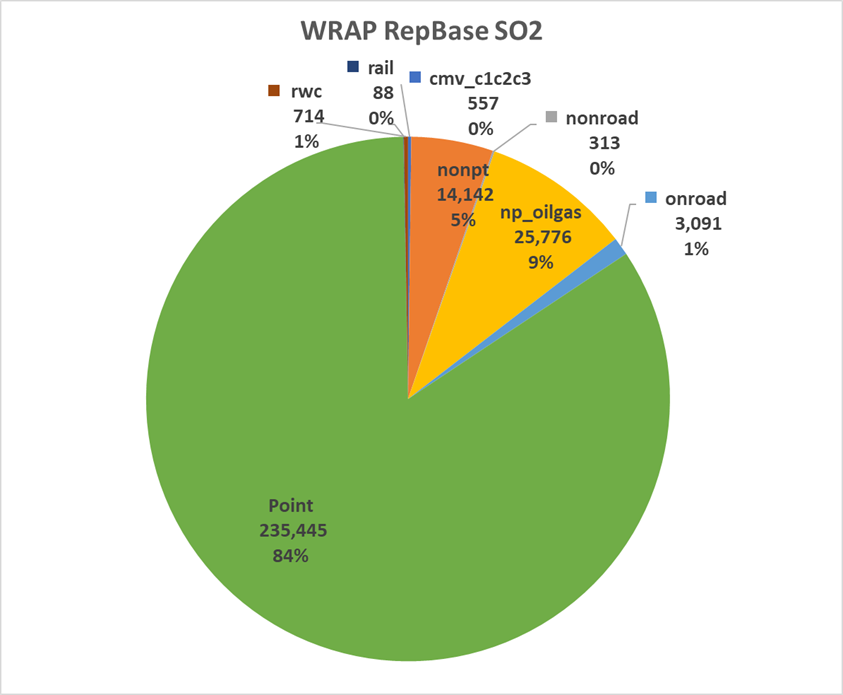 WRAP RepBase SO2
rail
88
0%
cmv_c1c2c3
557
0%
rwc
714
1%
nonroad
313
0%
nonpt
14,142
5%
np_oilgas
25,776
9%
onroad
3,091
1%
Point
235,445
84%